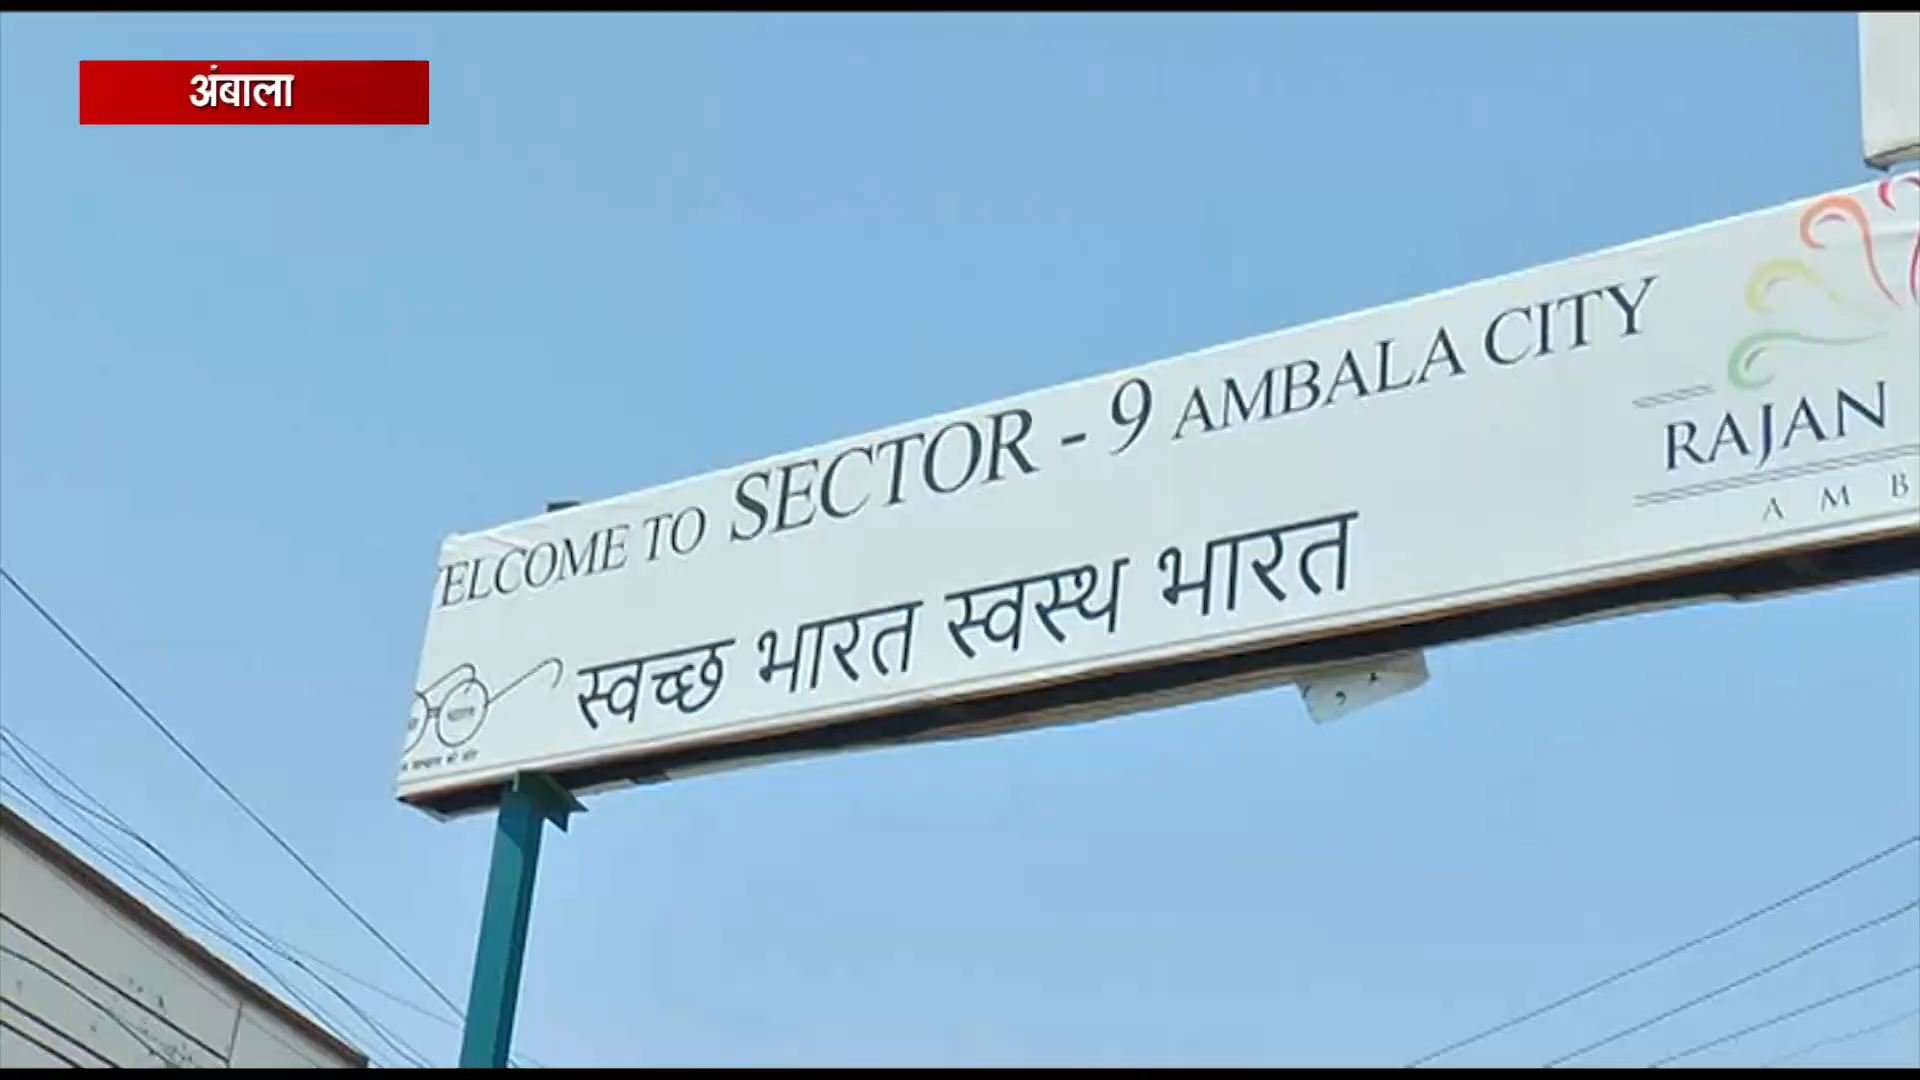 अंबाला
ELCOME TO SECTOR - 9 AMBALA CITY
स्वच्छ भारत स्वस्थ भारत
RAJAN
A M B